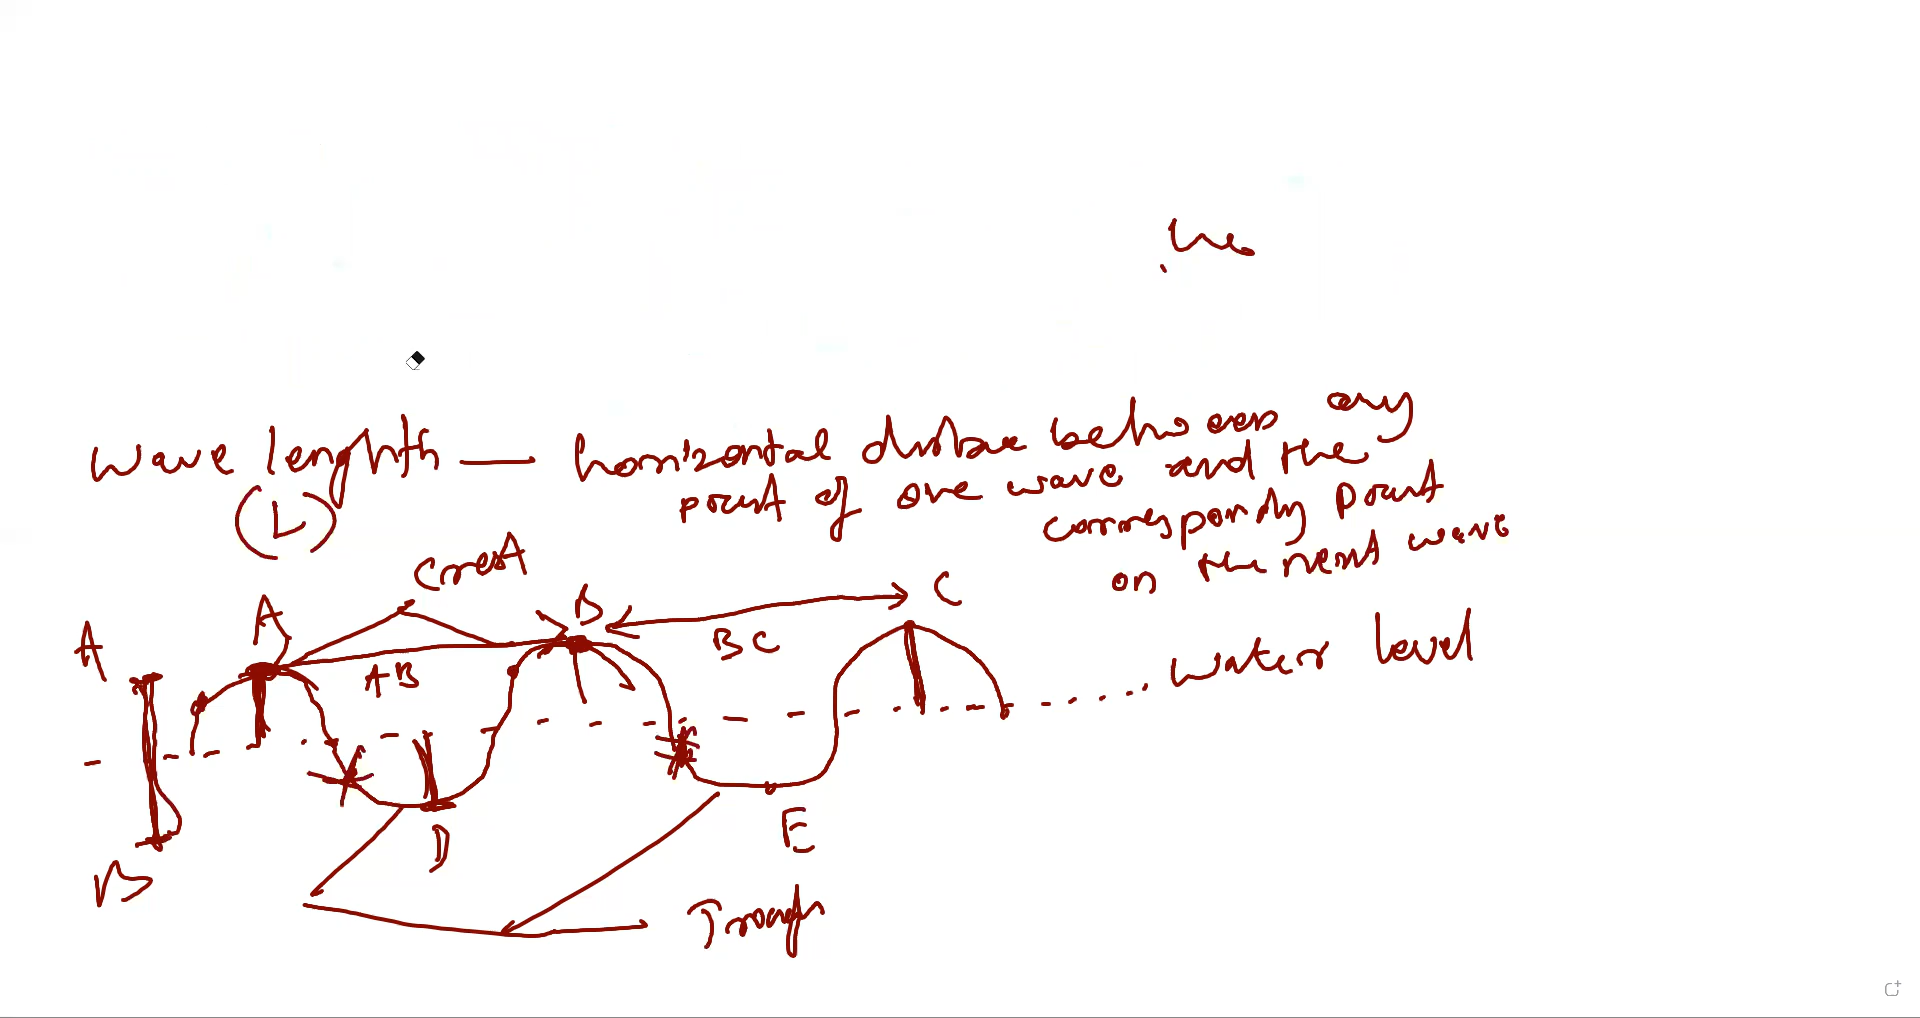 wave lenghth — horizontal distance between any
point of one wave and the
corresponding point
on the next wave
(L)
Crest
A
A
B
C
AB
BC
water level
D
E
B
Trough